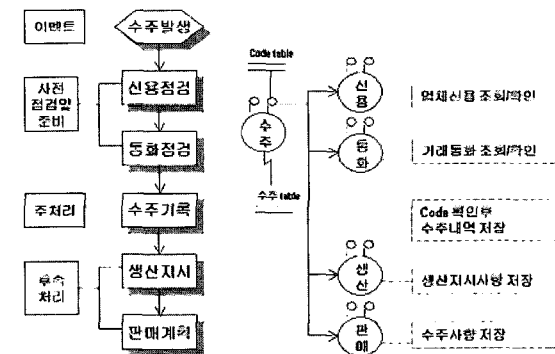 이벤트
수주발생
사전
점검및
준비
신용점검
통화점검
주처리
수주기록
후속
처리
생산지시
판매계획
Code table
수
주
수주 table
신
용
업체신용 조회/확인
통
화
거래통화 조회/확인
Code 확인후
수주내역 저장
생
산
생산지시사항 저장
판
매
수주사항 저장